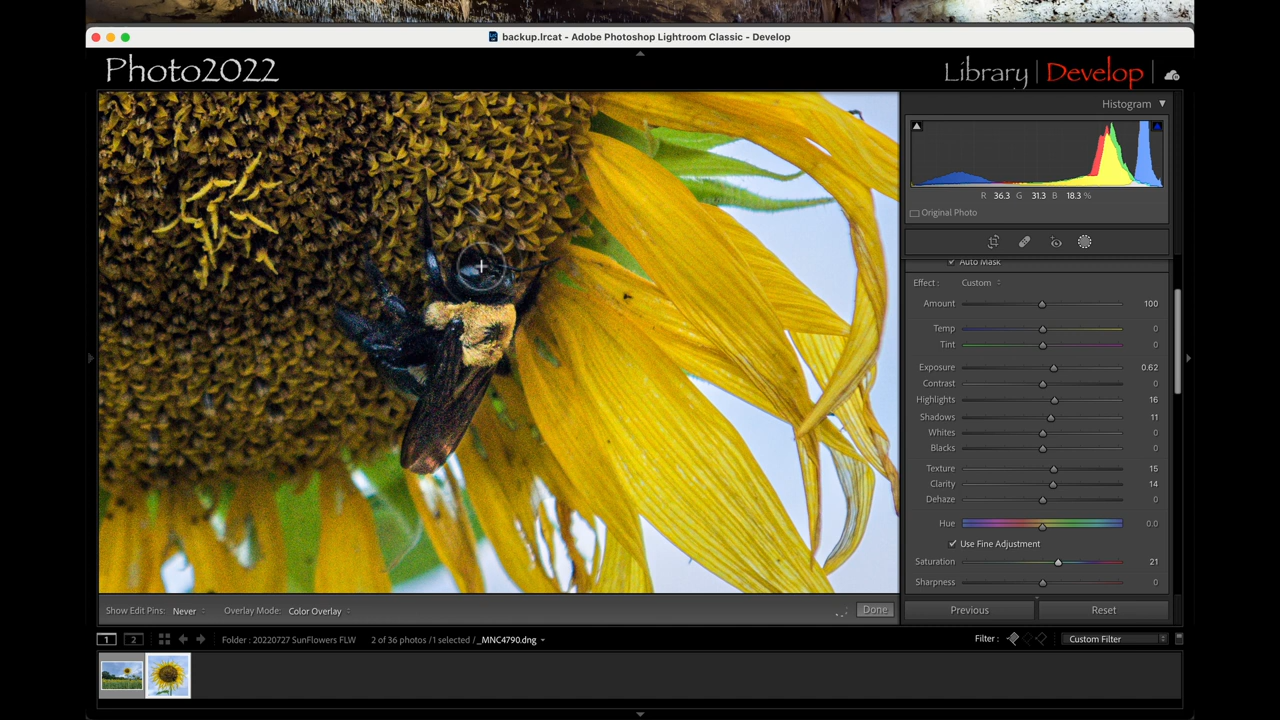 backup.lrcat - Adobe Photoshop Lightroom Classic - Develop
Photo2022
Library | Develop
Histogram
R 36.3 G 31.3 B 18.3 %
Original Photo
Auto Mask
Effect : Custom
Amount 100
Temp 0
Tint 0
Exposure 0.62
Contrast 0
Highlights 16
Shadows 11
Whites 0
Blacks 0
Texture 15
Clarity 14
Dehaze 0
Hue 0.0
Use Fine Adjustment
Saturation 21
Sharpness 0
Show Edit Pins: Never Overlay Mode: Color Overlay Done
Previous Reset
1 2 Folder : 20220727 SunFlowers FLW 2 of 36 photos /1 selected /_MNC4790.dng Filter : Custom Filter